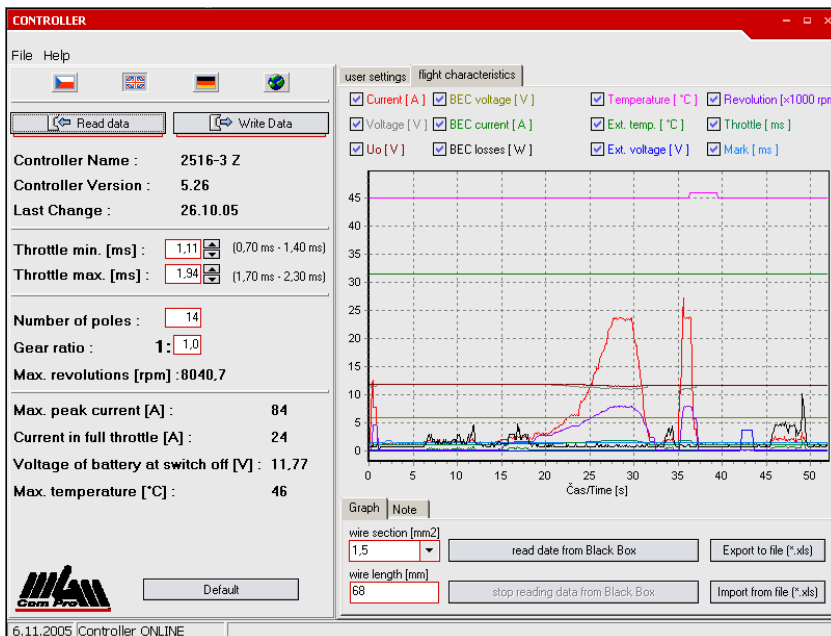 CONTROLLER
File Help
Read data
Write Data
Controller Name : 2516-3 Z
Controller Version : 5.26
Last Change : 26.10.05
Throttle min. [ms] : 1,11 (0,70 ms - 1,40 ms)
Throttle max. [ms] : 1,94 (1,70 ms - 2,30 ms)
Number of poles : 14
Gear ratio : 1: 1,0
Max. revolutions [rpm] :8040,7
Max. peak current [A] : 84
Current in full throttle [A] : 24
Voltage of battery at switch off [V] : 11,77
Max. temperature [°C] : 46
Default
user settings flight characteristics
Current [ A ] BEC voltage [ V ] Temperature [ °C ] Revolution [×1000 rpm
Voltage [ V ] BEC current [ A ] Ext. temp. [ °C ] Throttle [ ms ]
Uo [ V ] BEC losses [ W ] Ext. voltage [ V ] Mark [ ms ]
45
40
35
30
25
20
15
10
5
0
0 5 10 15 20 25 30 35 40 45 50
Čas/Time [s]
Graph Note
wire section [mm2]
1,5 read date from Black Box Export to file (*.xls)
wire length [mm]
68 stop reading data from Black Box Import from file (*.xls)
6.11.2005 Controller ONLINE